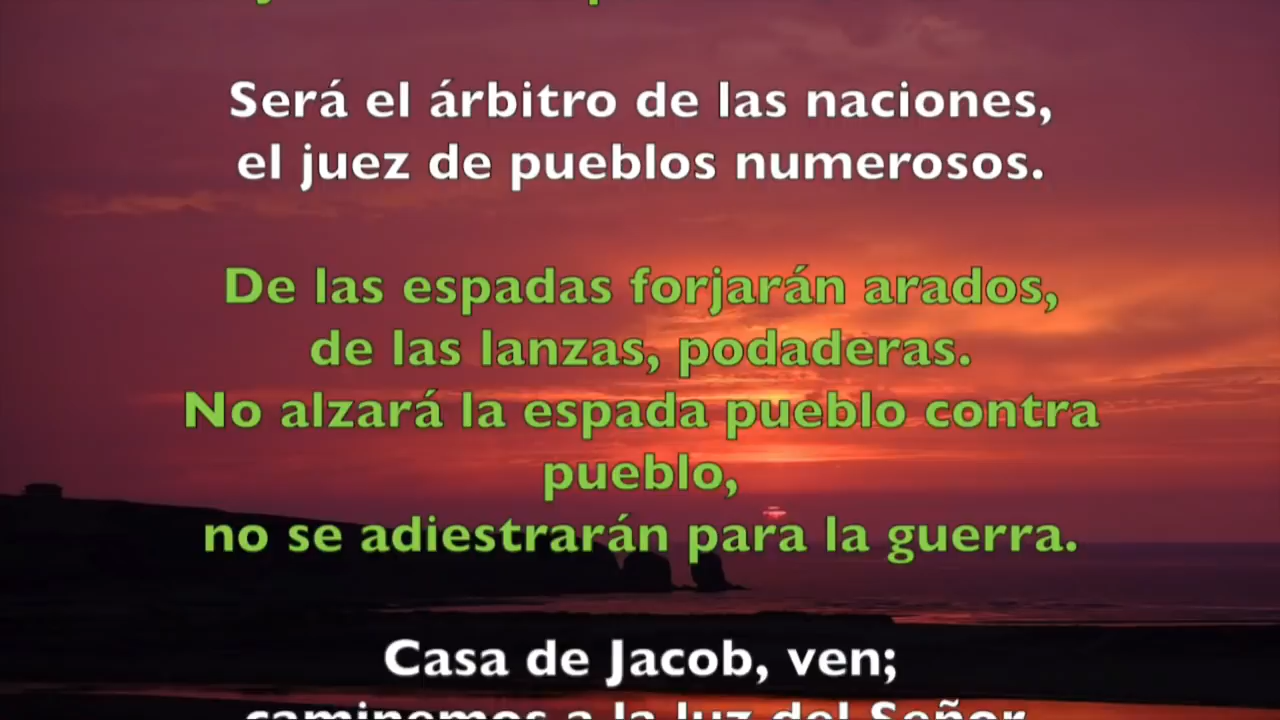 Será el árbitro de las naciones,
el juez de pueblos numerosos.
De las espadas forjarán arados,
de las lanzas, podaderas.
No alzará la espada pueblo contra
pueblo,
no se adiestrarán para la guerra.
Casa de Jacob, ven;
caminemos a la luz del Señor